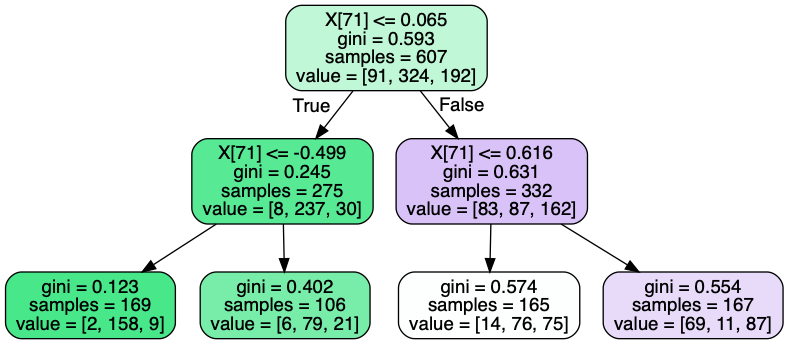 X[71] <= 0.065
gini = 0.593
samples = 607
value = [91, 324, 192]
True
False
X[71] <= -0.499
gini = 0.245
samples = 275
value = [8, 237, 30]
X[71] <= 0.616
gini = 0.631
samples = 332
value = [83, 87, 162]
gini = 0.123
samples = 169
value = [2, 158, 9]
gini = 0.402
samples = 106
value = [6, 79, 21]
gini = 0.574
samples = 165
value = [14, 76, 75]
gini = 0.554
samples = 167
value = [69, 11, 87]